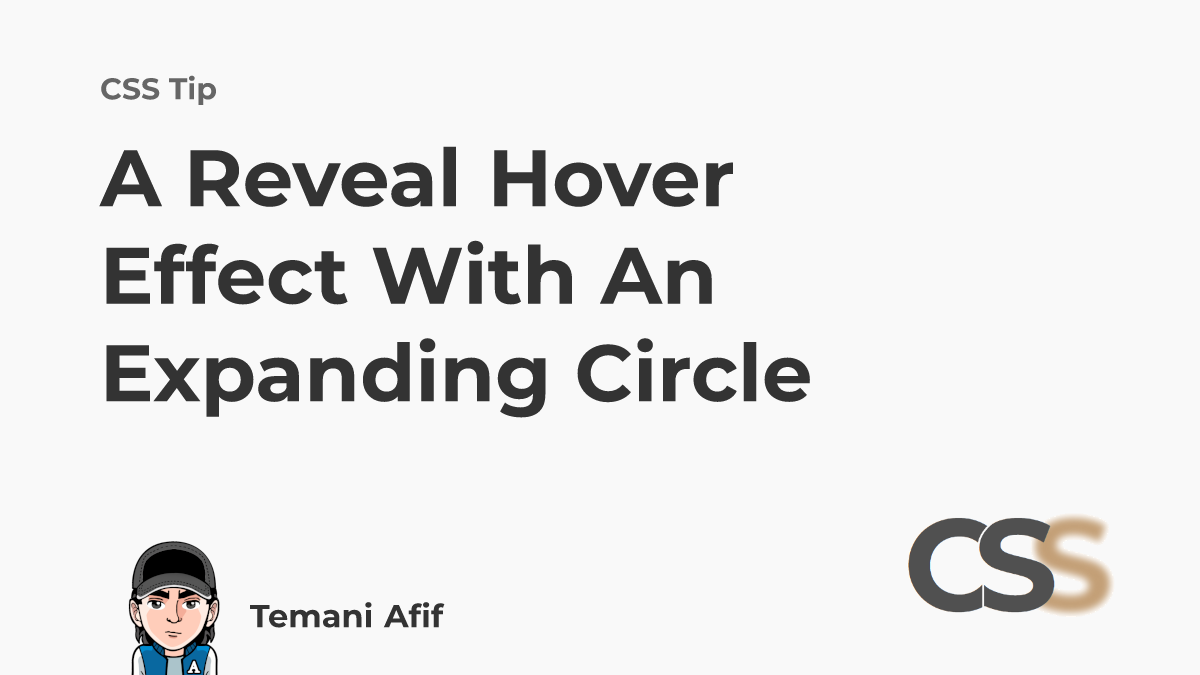 CSS Tip
A Reveal Hover
Effect With An
Expanding Circle
Temani Afif
A
CSS